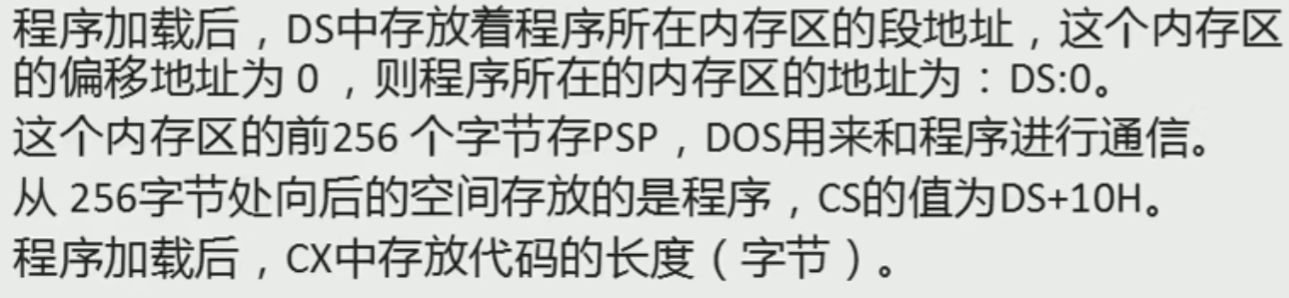 程序加载后，DS中存放着程序所在内存区的段地址，这个内存区
的偏移地址为 0 ，则程序所在的内存区的地址为：DS:0。
这个内存区的前256 个字节存PSP，DOS用来和程序进行通信。
从 256字节处向后的空间存放的是程序，CS的值为DS+10H。
程序加载后，CX中存放代码的长度（字节）。